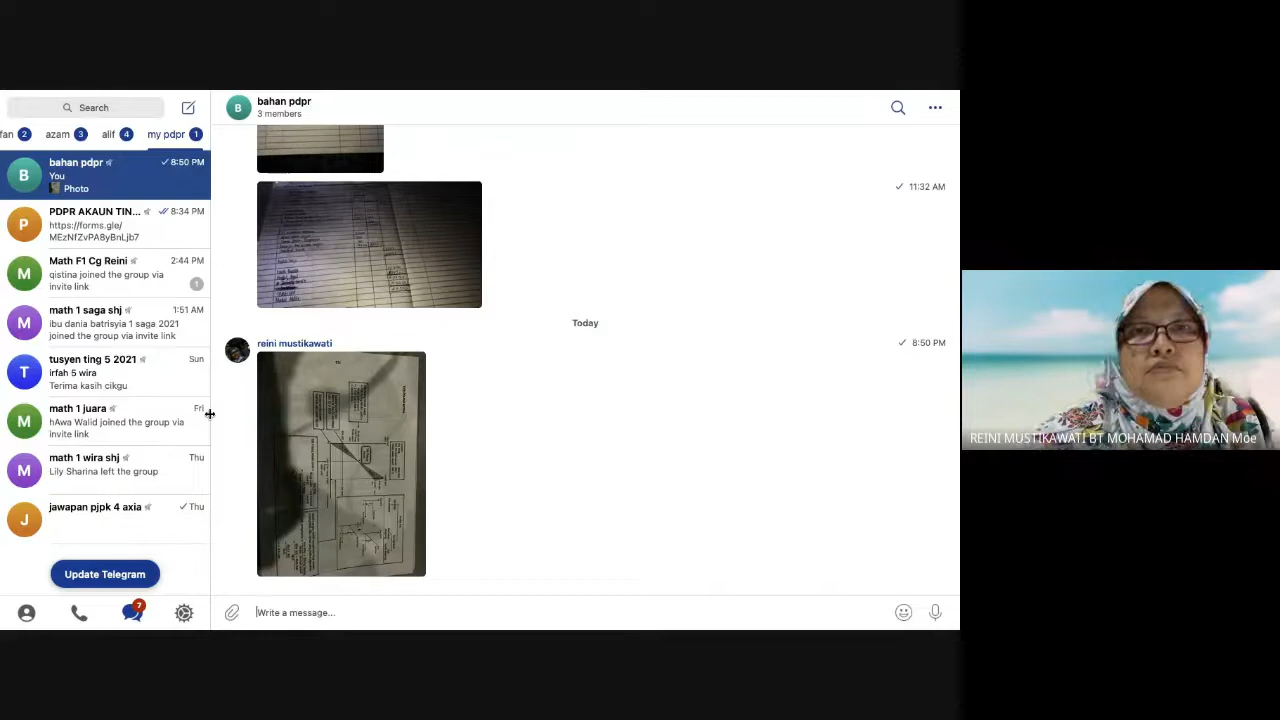 Search
fan 2 azam 3 alif 4 my pdpr 1
B bahan pdpr 8:50 PM
You
Photo
P PDPR AKAUN TIN... 8:34 PM
https://forms.gle/
MEzNfZvPA8yBnLjb7
M Math F1 Cg Reini 2:44 PM
qistina joined the group via
invite link 1
M math 1 saga shj 1:51 AM
ibu dania batrisyia 1 saga 2021
joined the group via invite link
T tusyen ting 5 2021 Sun
irfah 5 wira
Terima kasih cikgu
M math 1 juara Fri
hAwa Walid joined the group via
invite link
M math 1 wira shj Thu
Lily Sharina left the group
J jawapan pjpk 4 axia Thu
Update Telegram
7
B bahan pdpr
3 members
11:32 AM
Today
reini mustikawati 8:50 PM
Write a message...
REINI MUSTIKAWATI BT MOHAMAD HAMDAN Moe